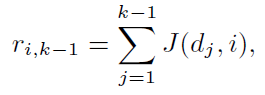 r_{i,k-1} = \sum_{j=1}^{k-1} J(d_j, i),